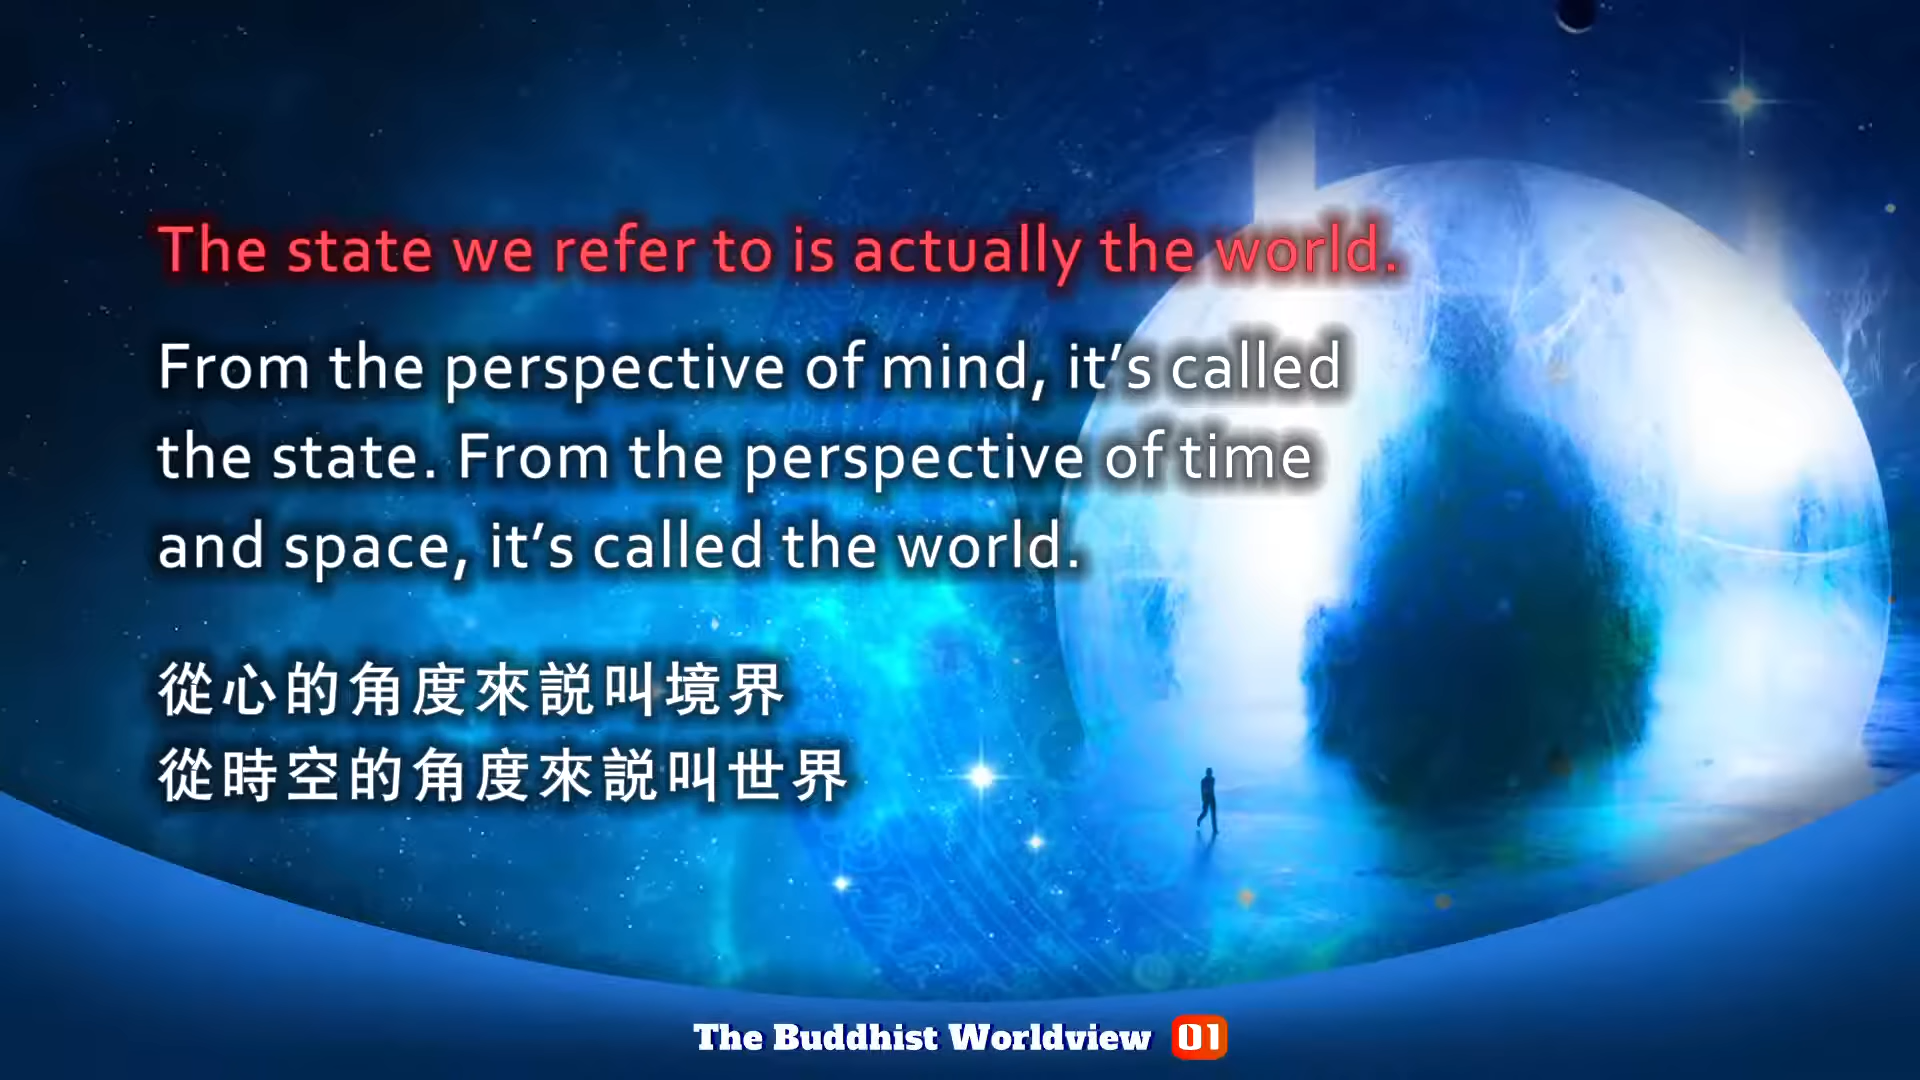 The state we refer to is actually the world.
From the perspective of mind, it’s called
the state. From the perspective of time
and space, it’s called the world.
從心的角度來説叫境界
從時空的角度來説叫世界
The Buddhist Worldview 01